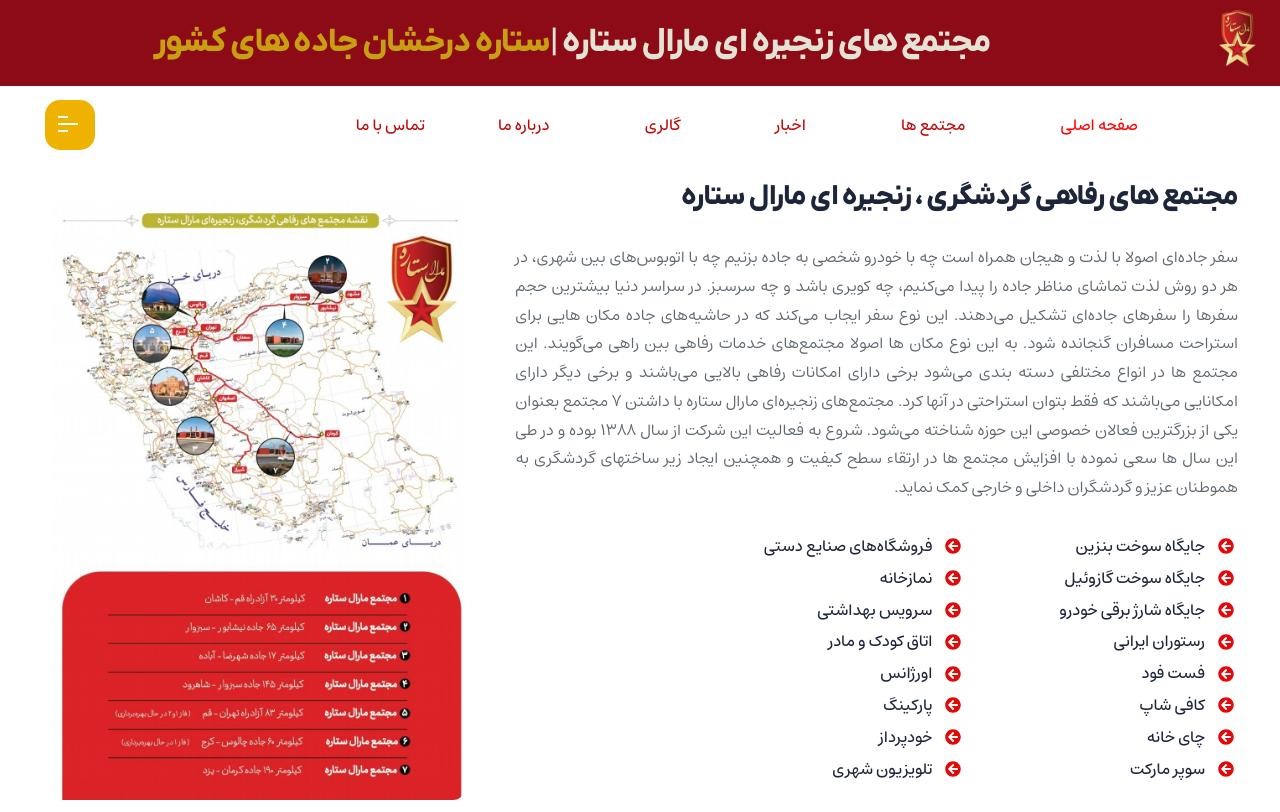 مجتمع های زنجیره ای مارال ستاره |ستاره درخشان جاده های کشور
صفحه اصلی
مجتمع ها
اخبار
گالری
درباره ما
تماس با ما
مجتمع های رفاهی گردشگری ، زنجیره ای مارال ستاره
سفر جاده‌ای اصولا با لذت و هیجان همراه است چه با خودرو شخصی به جاده بزنیم چه با اتوبوس‌های بین شهری، در
هر دو روش لذت تماشای مناظر جاده را پیدا می‌کنیم، چه کویری باشد و چه سرسبز. در سراسر دنیا بیشترین حجم
سفرها را سفرهای جاده‌ای تشکیل می‌دهند. این نوع سفر ایجاب می‌کند که در حاشیه‌های جاده مکان هایی برای
استراحت مسافران گنجانده شود. به این نوع مکان ها اصولا مجتمع‌های خدمات رفاهی بین راهی می‌گویند. این
مجتمع ها در انواع مختلفی دسته بندی می‌شود برخی دارای امکانات رفاهی بالایی می‌باشند و برخی دیگر دارای
امکانایی می‌باشند که فقط بتوان استراحتی در آنها کرد. مجتمع‌های زنجیره‌ای مارال ستاره با داشتن ۷ مجتمع بعنوان
یکی از بزرگترین فعالان خصوصی این حوزه شناخته می‌شود. شروع به فعالیت این شرکت از سال ۱۳۸۸ بوده و در طی
این سال ها سعی نموده با افزایش مجتمع ها در ارتقاء سطح کیفیت و همچنین ایجاد زیر ساختهای گردشگری به
هموطنان عزیز و گردشگران داخلی و خارجی کمک نماید.
جایگاه سوخت بنزین
جایگاه سوخت گازوئیل
جایگاه شارژ برقی خودرو
رستوران ایرانی
فست فود
کافی شاپ
چای خانه
سوپر مارکت
فروشگاه‌های صنایع دستی
نمازخانه
سرویس بهداشتی
اتاق کودک و مادر
اورژانس
پارکینگ
خودپرداز
تلویزیون شهری
نقشه مجتمع های رفاهی گردشگری، زنجیره‌ای مارال ستاره
دریای خزر
مشهد
نیشابور
سبزوار
سمنان
تهران
چالوس
کرج
قم
کاشان
اصفهان
کرمان
شیراز
خلیج فارس
دریای عمان
۱ مجتمع مارال ستاره کیلومتر ۳۰ آزادراه قم - کاشان
۲ مجتمع مارال ستاره کیلومتر ۶۵ جاده نیشابور - سبزوار
۳ مجتمع مارال ستاره کیلومتر ۱۷ جاده شهرضا - آباده
۴ مجتمع مارال ستاره کیلومتر ۱۴۵ جاده سبزوار - شاهرود
۵ مجتمع مارال ستاره کیلومتر ۸۳ آزادراه تهران - قم (فاز ۱و۲ در حال بهره‌برداری)
۶ مجتمع مارال ستاره کیلومتر ۶۰ جاده چالوس - کرج (فاز ۱ در حال بهره‌برداری)
۷ مجتمع مارال ستاره کیلومتر ۱۹۰ جاده کرمان - یزد